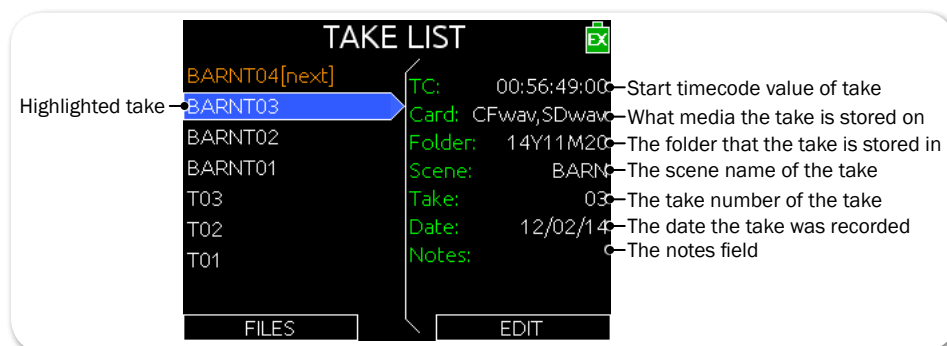 TAKE LIST
EX
BARNT04[next]
Highlighted take
BARNT03
BARNT02
BARNT01
T03
T02
T01
TC: 00:56:49:00 Start timecode value of take
Card: CFwav,SDwav What media the take is stored on
Folder: 14Y11M20 The folder that the take is stored in
Scene: BARN The scene name of the take
Take: 03 The take number of the take
Date: 12/02/14 The date the take was recorded
Notes: The notes field
FILES
EDIT